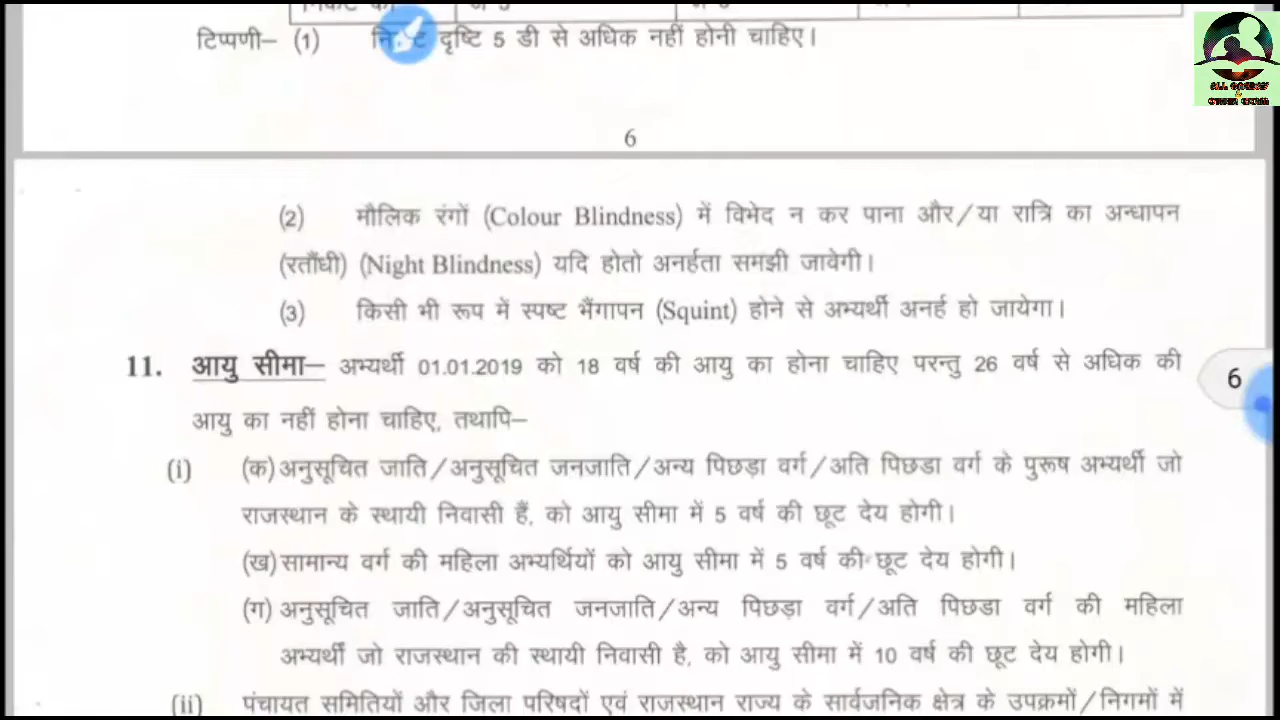 टिप्पणी– (1) दृष्टि 5 डी से अधिक नहीं होनी चाहिए।
6
(2) मौलिक रंगों (Colour Blindness) में विभेद न कर पाना और/या रात्रि का अन्धापन
(रतौंधी) (Night Blindness) यदि होतो अनर्हता समझी जावेगी।
(3) किसी भी रूप में स्पष्ट भैंगापन (Squint) होने से अभ्यर्थी अनर्ह हो जायेगा।
11. आयु सीमा– अभ्यर्थी 01.01.2019 को 18 वर्ष की आयु का होना चाहिए परन्तु 26 वर्ष से अधिक की
6
आयु का नहीं होना चाहिए, तथापि–
(i) (क) अनुसूचित जाति/अनुसूचित जनजाति/अन्य पिछड़ा वर्ग/अति पिछडा वर्ग के पुरूष अभ्यर्थी जो
राजस्थान के स्थायी निवासी हैं, को आयु सीमा में 5 वर्ष की छूट देय होगी।
(ख) सामान्य वर्ग की महिला अभ्यर्थियों को आयु सीमा में 5 वर्ष की छूट देय होगी।
(ग) अनुसूचित जाति/अनुसूचित जनजाति/अन्य पिछड़ा वर्ग/अति पिछडा वर्ग की महिला
अभ्यर्थी जो राजस्थान की स्थायी निवासी है, को आयु सीमा में 10 वर्ष की छूट देय होगी।
(ii) पंचायत समितियों और जिला परिषदों एवं राजस्थान राज्य के सार्वजनिक क्षेत्र के उपक्रमों/निगमों में